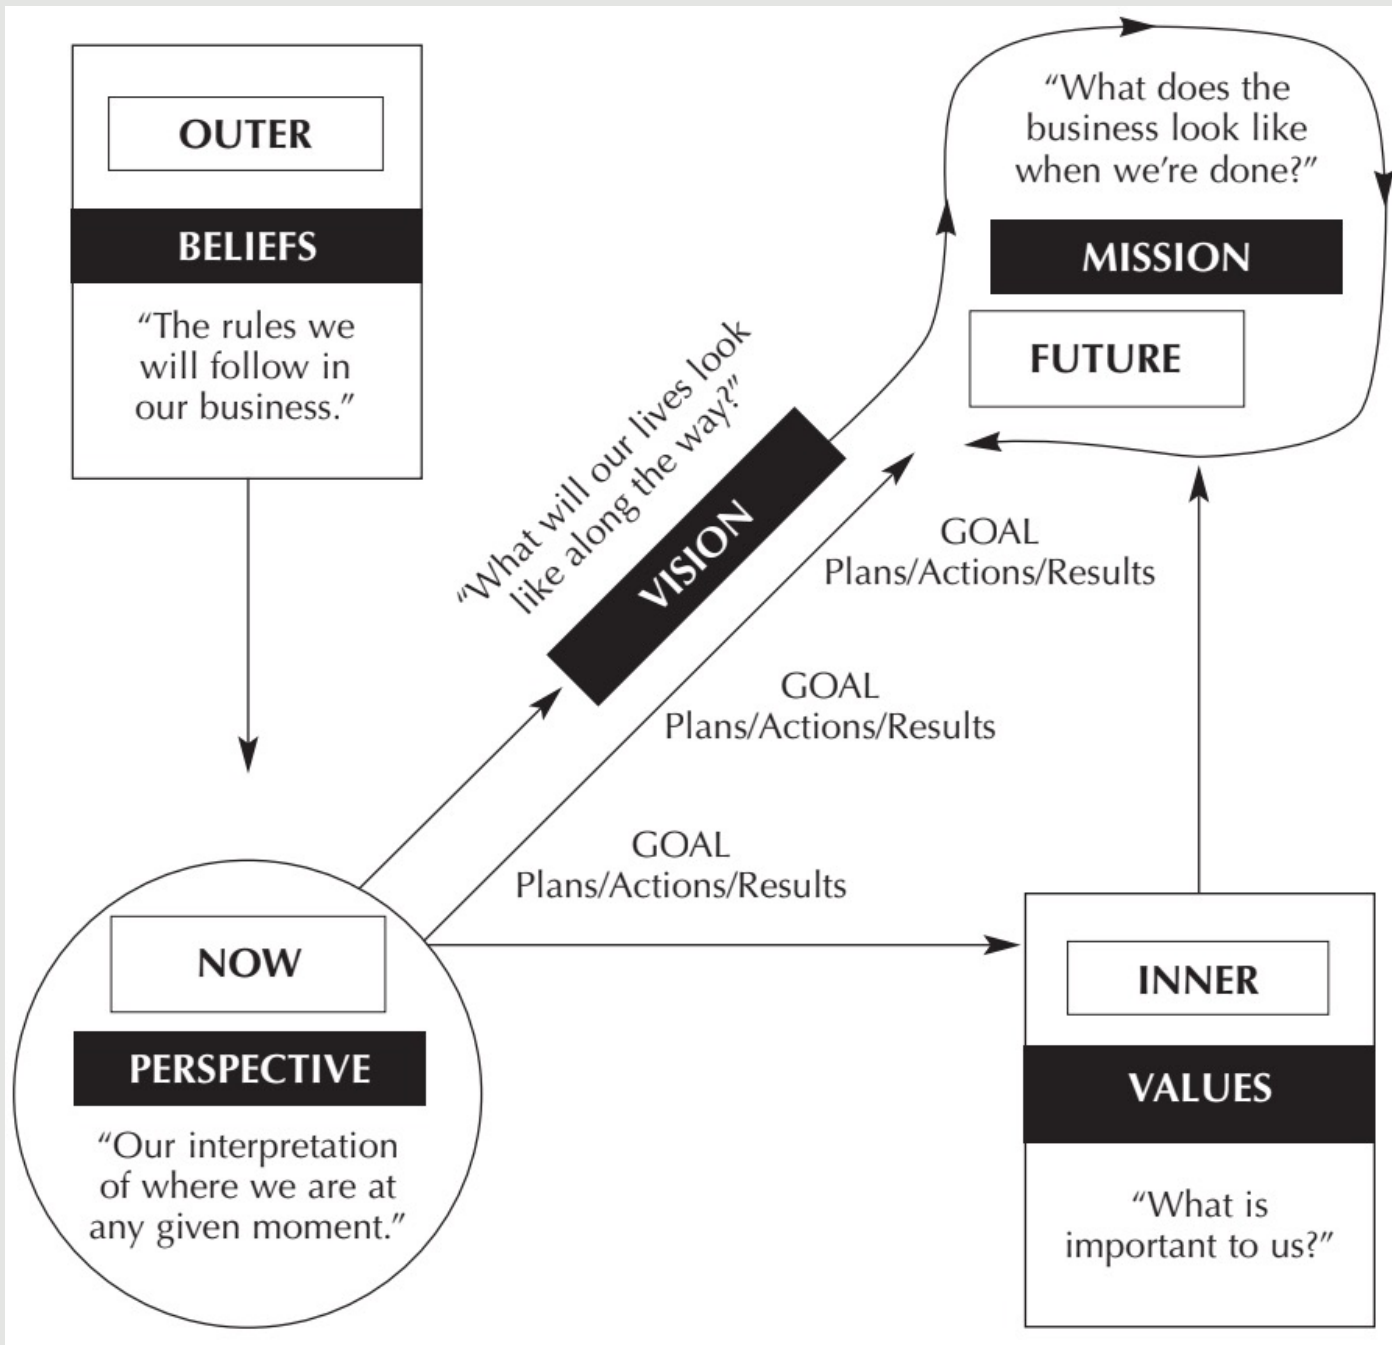 OUTER
BELIEFS
“The rules we
will follow in
our business.”
“What does the
business look like
when we’re done?”
MISSION
FUTURE
“What will our lives look
like along the way?”
VISION
GOAL
Plans/Actions/Results
GOAL
Plans/Actions/Results
GOAL
Plans/Actions/Results
NOW
PERSPECTIVE
“Our interpretation
of where we are at
any given moment.”
INNER
VALUES
“What is
important to us?”